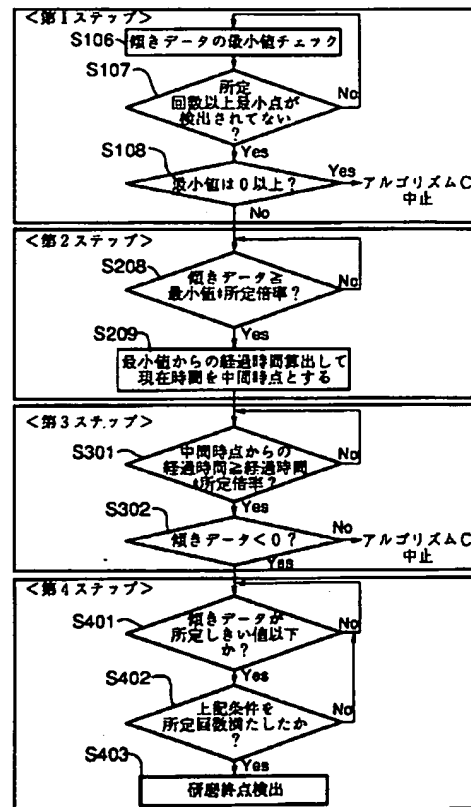 <第1ステップ>
S106
傾きデータの最小値チェック
S107
所定
回数以上最小点が
検出されてない
?
No
Yes
S108
最小値は0以上?
Yes
アルゴリズムC
中止
No
<第2ステップ>
S208
傾きデータ≧
最小値*所定倍率?
No
Yes
S209
最小値からの経過時間算出して
現在時間を中間時点とする
<第3ステップ>
S301
中間時点からの
経過時間≧経過時間
*所定倍率?
No
Yes
S302
傾きデータ<0?
No
アルゴリズムC
中止
Yes
<第4ステップ>
S401
傾きデータが
所定しきい値以下
か?
No
Yes
S402
上記条件を
所定回数満たしたか
?
No
Yes
S403
研磨終点検出